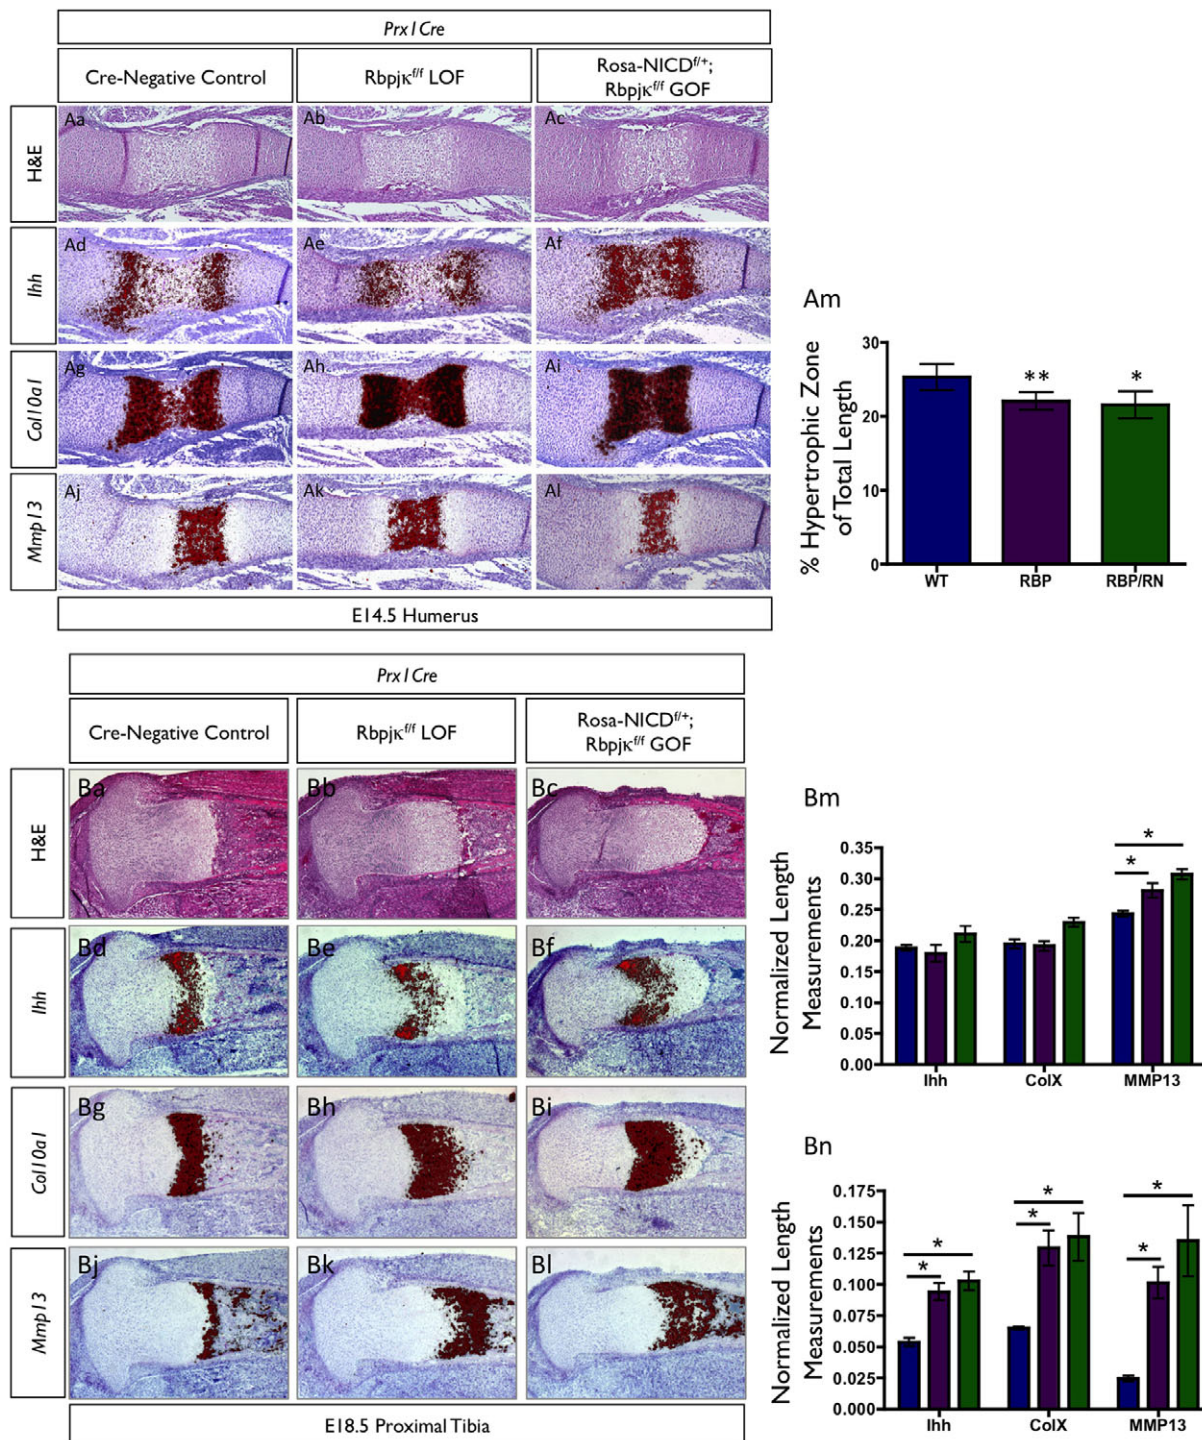 Prx1Cre
Cre-Negative Control
Rbpjκf/f LOF
Rosa-NICDf/+;
Rbpjκf/f GOF
H&E
Aa
Ab
Ac
Ihh
Ad
Ae
Af
Col10a1
Ag
Ah
Ai
Mmp13
Aj
Ak
Al
E14.5 Humerus
Am
% Hypertrophic Zone
of Total Length
30
20
10
0
**
*
WT
RBP
RBP/RN
Prx1Cre
Cre-Negative Control
Rbpjκf/f LOF
Rosa-NICDf/+;
Rbpjκf/f GOF
H&E
Ba
Bb
Bc
Ihh
Bd
Be
Bf
Col10a1
Bg
Bh
Bi
Mmp13
Bj
Bk
Bl
E18.5 Proximal Tibia
Bm
Normalized Length
Measurements
0.35
0.30
0.25
0.20
0.15
0.10
0.05
0.00
*
*
Ihh
ColX
MMP13
Bn
Normalized Length
Measurements
0.175
0.150
0.125
0.100
0.075
0.050
0.025
0.000
*
*
*
*
*
*
Ihh
ColX
MMP13